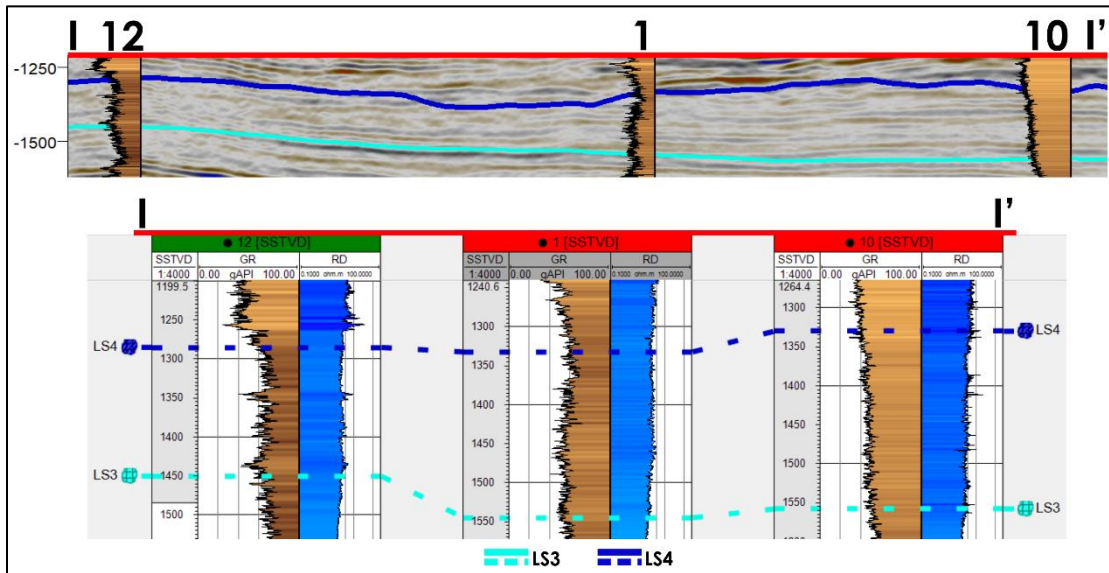 I 12 1 10 I'
-1250
-1500
I I'
12 [SSTVD] 1 [SSTVD] 10 [SSTVD]
SSTVD GR RD SSTVD GR RD SSTVD GR RD
1:4000 0.00 gAPI 100.00 0.1000 ohm.m 100.0000 1:4000 0.00 gAPI 100.00 0.1000 ohm.m 100.0000 1:4000 0.00 gAPI 100.00 0.1000 ohm.m 100.0000
1199.5 1240.6 1264.4
1250 1300 1300
LS4 1300 1350 1350 LS4
1350 1400 1400
1400 1450 1450
LS3 1450 1500 1500 LS3
1500 1550 1550
LS3 LS4